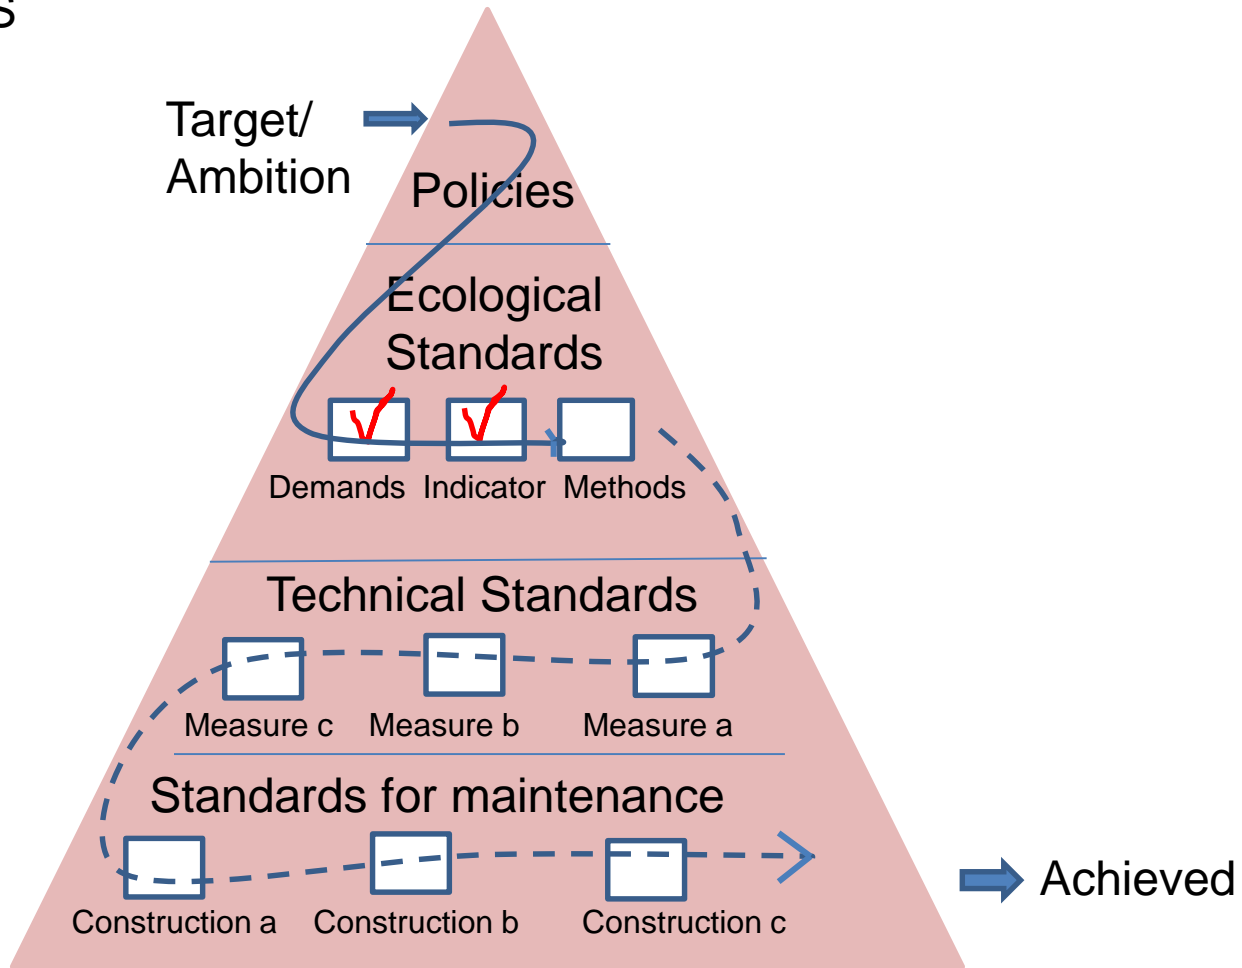 s
Target/
Ambition
Policies
Ecological
Standards
Demands Indicator Methods
Technical Standards
Measure c Measure b Measure a
Standards for maintenance
Achieved
Construction a Construction b Construction c